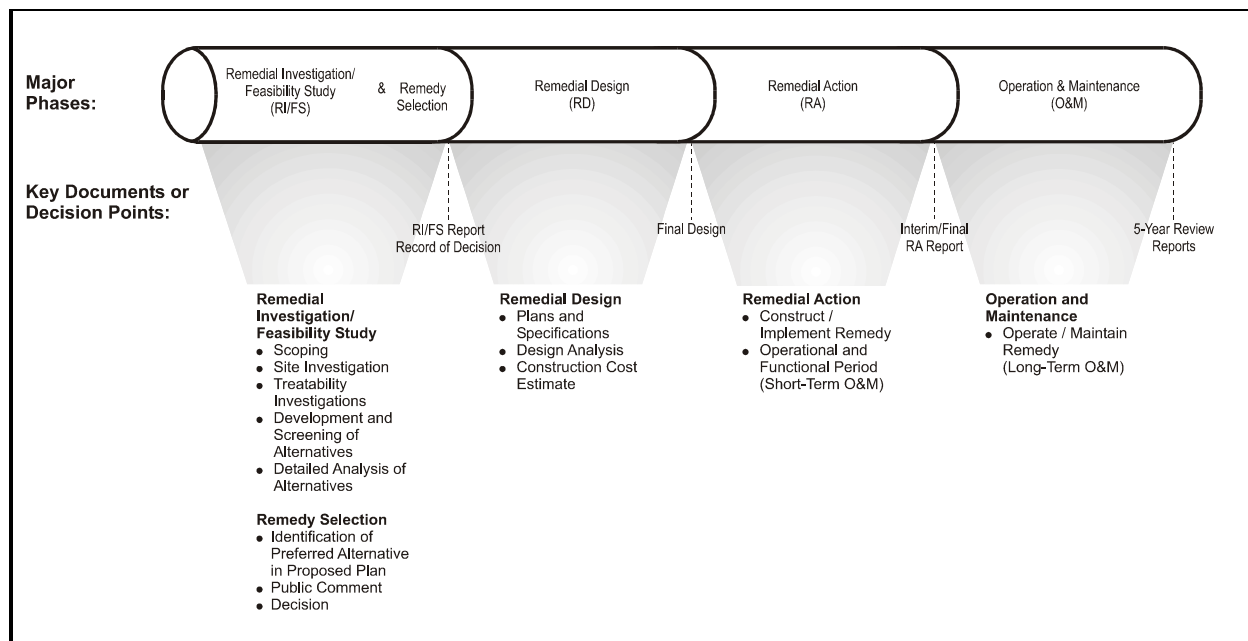 Major
Phases:
Remedial Investigation/
Feasibility Study
(RI/FS)
& Remedy
Selection
Remedial Design
(RD)
Remedial Action
(RA)
Operation & Maintenance
(O&M)
Key Documents or
Decision Points:
RI/FS Report
Record of Decision
Final Design
Interim/Final
RA Report
5-Year Review
Reports
Remedial
Investigation/
Feasibility Study
● Scoping
● Site Investigation
● Treatability
Investigations
● Development and
Screening of
Alternatives
● Detailed Analysis of
Alternatives
Remedy Selection
● Identification of
Preferred Alternative
in Proposed Plan
● Public Comment
● Decision
Remedial Design
● Plans and
Specifications
● Design Analysis
● Construction Cost
Estimate
Remedial Action
● Construct /
Implement Remedy
● Operational and
Functional Period
(Short-Term O&M)
Operation and
Maintenance
● Operate / Maintain
Remedy
(Long-Term O&M)